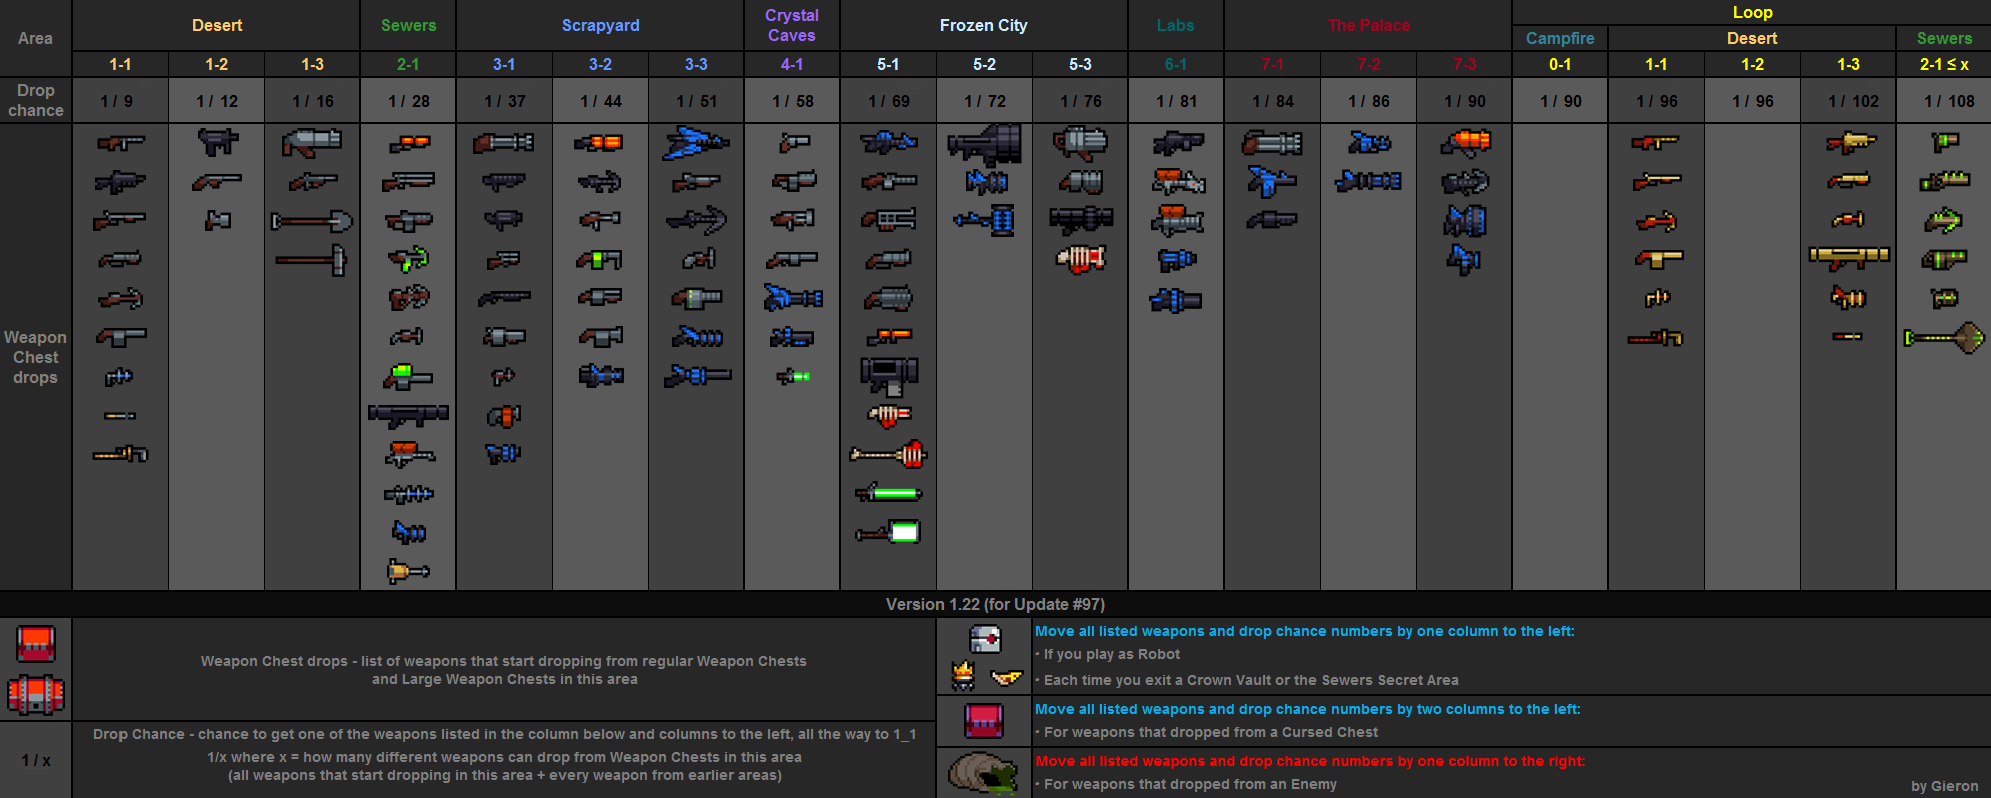 Area
Desert
Sewers
Scrapyard
Crystal
Caves
Frozen City
Labs
The Palace
Loop
Campfire
Desert
Sewers
1-1
1-2
1-3
2-1
3-1
3-2
3-3
4-1
5-1
5-2
5-3
6-1
7-1
7-2
7-3
0-1
1-1
1-2
1-3
2-1 ≤ x
Drop
chance
1 / 9
1 / 12
1 / 16
1 / 28
1 / 37
1 / 44
1 / 51
1 / 58
1 / 69
1 / 72
1 / 76
1 / 81
1 / 84
1 / 86
1 / 90
1 / 90
1 / 96
1 / 96
1 / 102
1 / 108
Weapon
Chest
drops
Version 1.22 (for Update #97)
Weapon Chest drops - list of weapons that start dropping from regular Weapon Chests
and Large Weapon Chests in this area
1 / x
Drop Chance - chance to get one of the weapons listed in the column below and columns to the left, all the way to 1_1
1/x where x = how many different weapons can drop from Weapon Chests in this area
(all weapons that start dropping in this area + every weapon from earlier areas)
Move all listed weapons and drop chance numbers by one column to the left:
- If you play as Robot
- Each time you exit a Crown Vault or the Sewers Secret Area
Move all listed weapons and drop chance numbers by two columns to the left:
- For weapons that dropped from a Cursed Chest
Move all listed weapons and drop chance numbers by one column to the right:
- For weapons that dropped from an Enemy
by Gieron